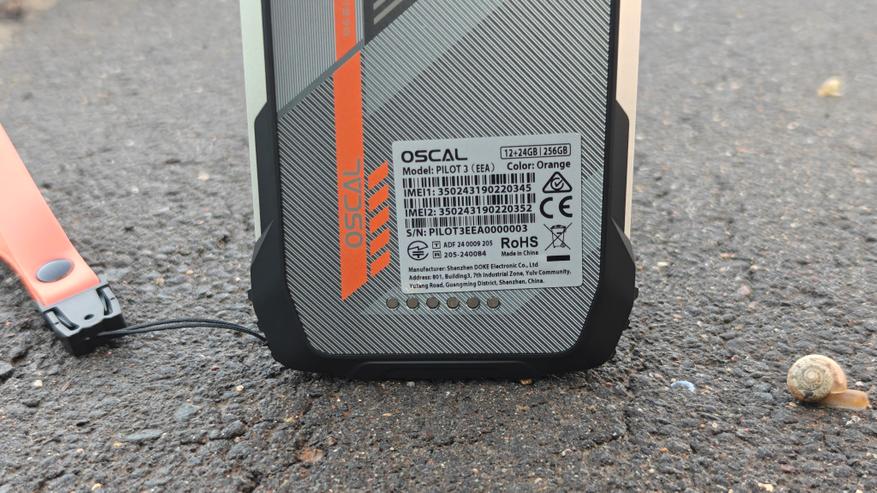 OSCAL
OSCAL
12+24GB | 256GB
Model: PILOT 3 (EEA) Color: Orange
IMEI1: 350243190220345
IMEI2: 350243190220352
S/N: PILOT3EEA0000003
CE
T ADF 24 0009 205
R 205-240084
RoHS
Made in China
Manufacturer: Shenzhen DOKE Electronic Co., Ltd
Address: 801, Building3, 7th Industrial Zone, Yulv Community,
Yutang Road, Guangming District, Shenzhen, China.